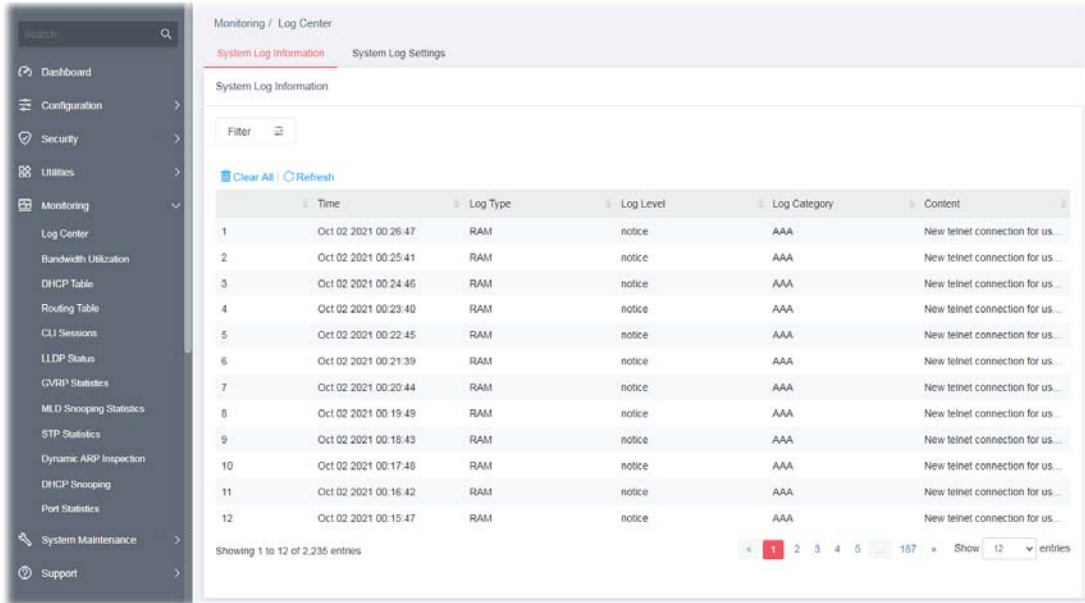 Search...
Dashboard
Configuration
Security
Utilities
Monitoring
Log Center
Bandwidth Utilization
DHCP Table
Routing Table
CLI Sessions
LLDP Status
GVRP Statistics
MLD Snooping Statistics
STP Statistics
Dynamic ARP Inspection
DHCP Snooping
Port Statistics
System Maintenance
Support
Monitoring / Log Center
System Log Information System Log Settings
System Log Information
Filter
Clear All | Refresh
Time Log Type Log Level Log Category Content
1 Oct 02 2021 00:26:47 RAM notice AAA New telnet connection for us...
2 Oct 02 2021 00:25:41 RAM notice AAA New telnet connection for us...
3 Oct 02 2021 00:24:46 RAM notice AAA New telnet connection for us...
4 Oct 02 2021 00:23:40 RAM notice AAA New telnet connection for us...
5 Oct 02 2021 00:22:45 RAM notice AAA New telnet connection for us...
6 Oct 02 2021 00:21:39 RAM notice AAA New telnet connection for us...
7 Oct 02 2021 00:20:44 RAM notice AAA New telnet connection for us...
8 Oct 02 2021 00:19:49 RAM notice AAA New telnet connection for us...
9 Oct 02 2021 00:18:43 RAM notice AAA New telnet connection for us...
10 Oct 02 2021 00:17:48 RAM notice AAA New telnet connection for us...
11 Oct 02 2021 00:16:42 RAM notice AAA New telnet connection for us...
12 Oct 02 2021 00:15:47 RAM notice AAA New telnet connection for us...
Showing 1 to 12 of 2,235 entries « 1 2 3 4 5 ... 187 » Show 12 entries